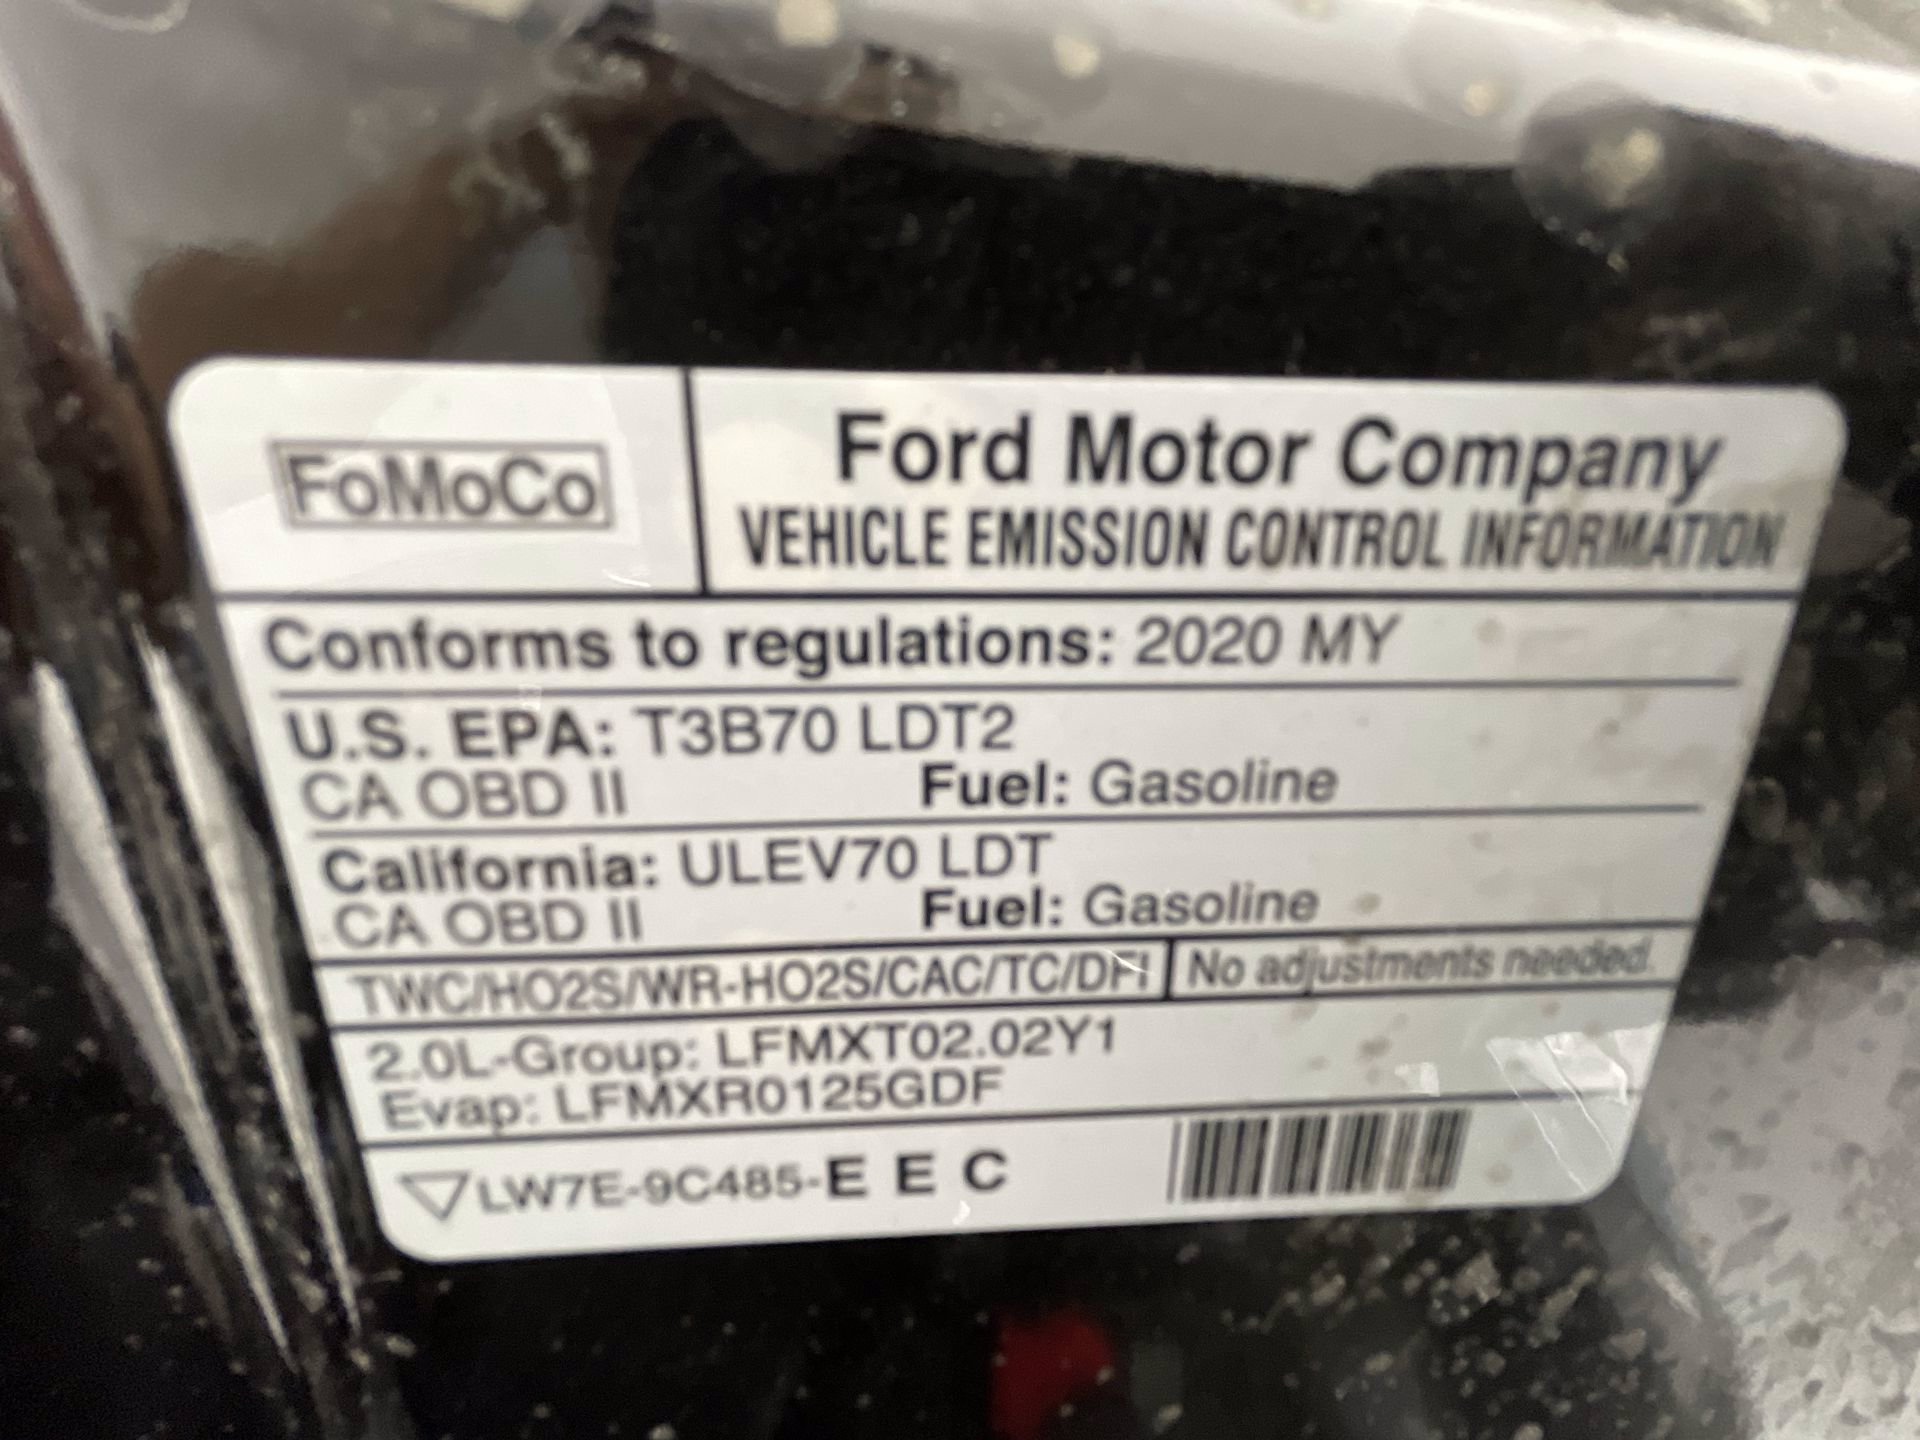 FoMoCo
Ford Motor Company
VEHICLE EMISSION CONTROL INFORMATION
Conforms to regulations: 2020 MY
U.S. EPA: T3B70 LDT2
CA OBD II Fuel: Gasoline
California: ULEV70 LDT
CA OBD II Fuel: Gasoline
TWC/HO2S/WR-HO2S/CAC/TC/DFI No adjustments needed.
2.0L-Group: LFMXT02.02Y1
Evap: LFMXR0125GDF
LW7E-9C485-E E C